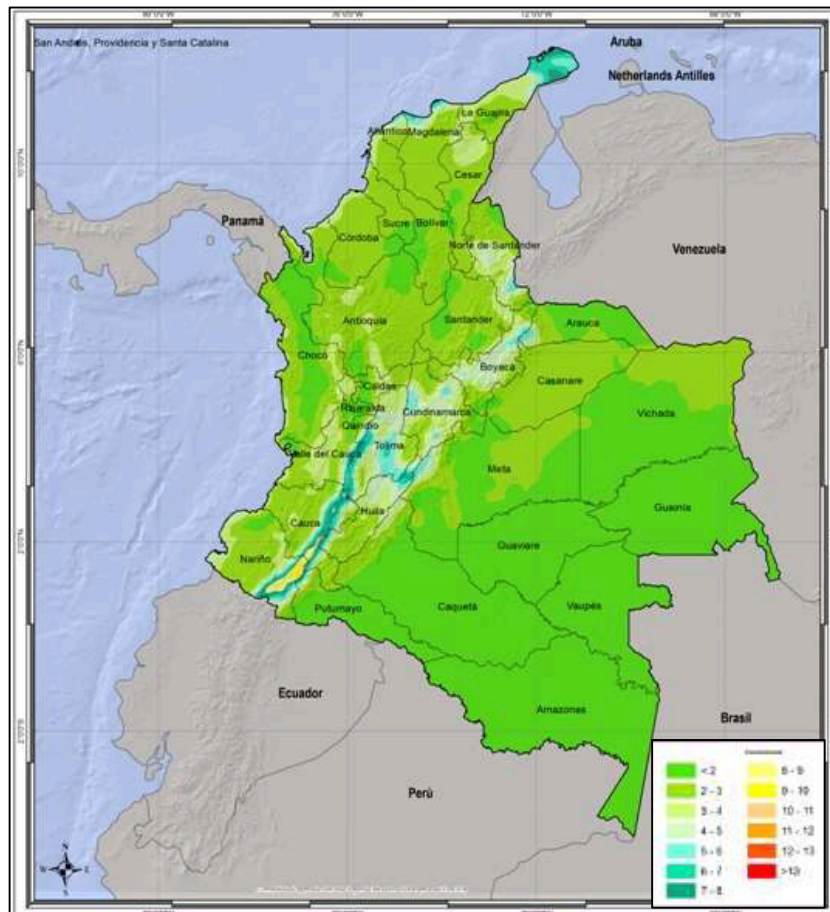 San Andrés, Providencia y Santa Catalina
Aruba
Netherlands Antilles
La Guajira
Atlántico
Magdalena
Cesar
Panamá
Sucre
Bolívar
Córdoba
Norte de Santander
Venezuela
Antioquia
Santander
Arauca
Chocó
Boyacá
Caldas
Casanare
Risaralda
Cundinamarca
Vichada
Quindío
Tolima
Valle del Cauca
Meta
Guainía
Huila
Cauca
Guaviare
Nariño
Caquetá
Vaupés
Putumayo
Ecuador
Amazonas
Brasil
Perú
N
W
E
S
< 2
2 - 3
3 - 4
4 - 5
5 - 6
6 - 7
7 - 8
8 - 9
9 - 10
10 - 11
11 - 12
12 - 13
>13